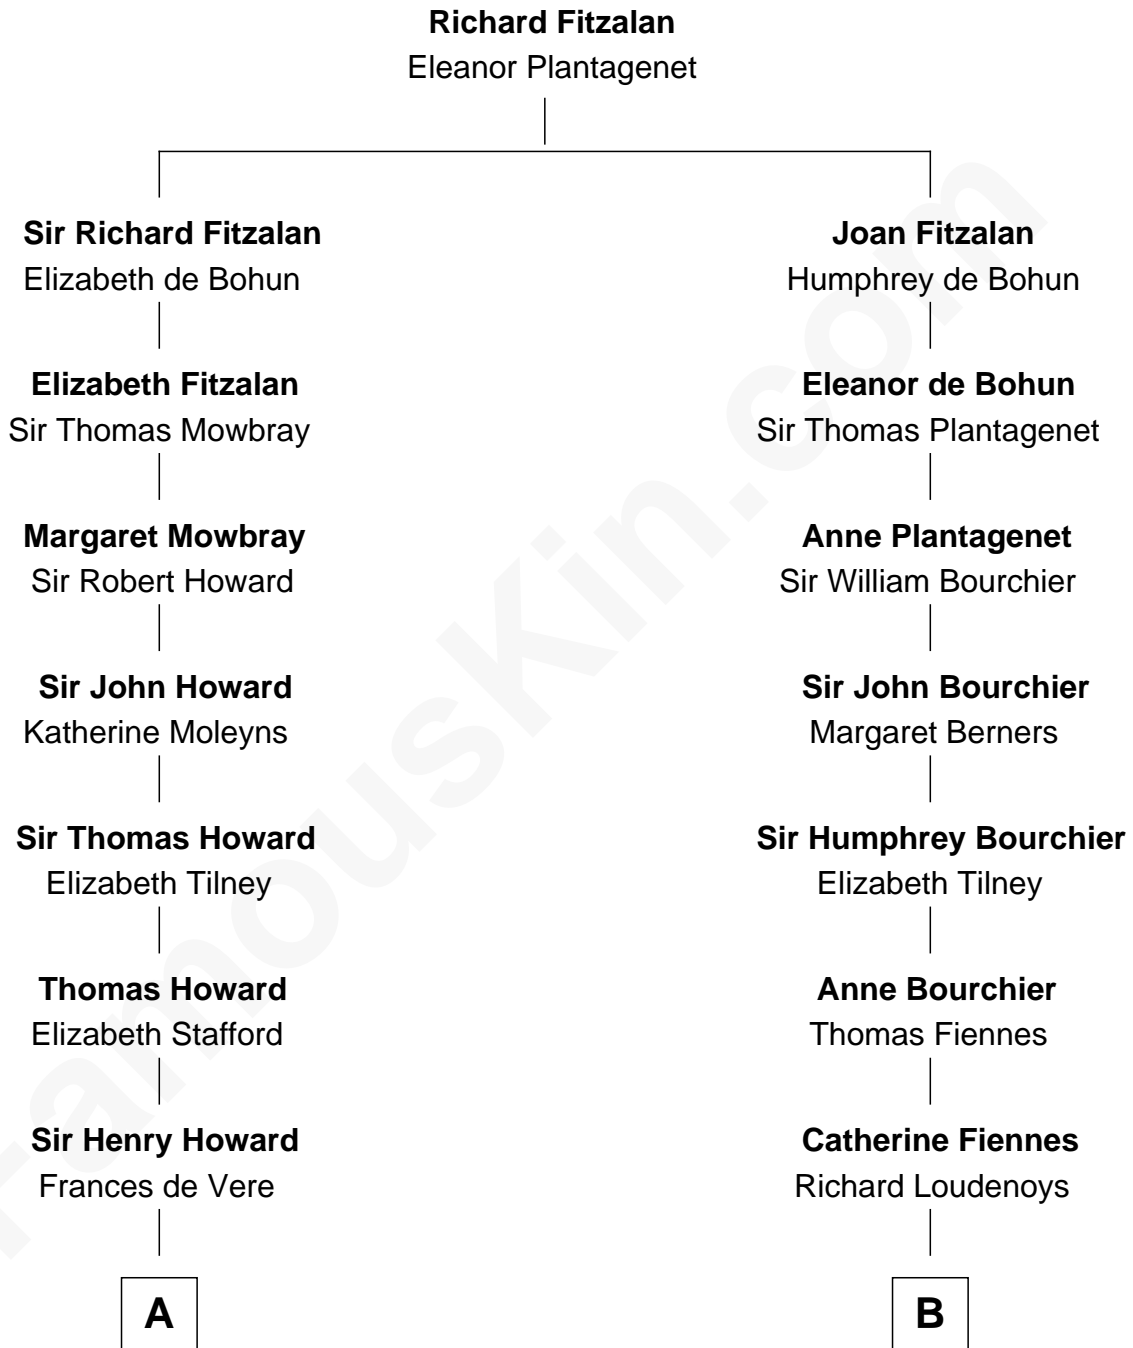 Richard Fitzalan
Eleanor Plantagenet
Sir Richard Fitzalan
Elizabeth de Bohun
Elizabeth Fitzalan
Sir Thomas Mowbray
Margaret Mowbray
Sir Robert Howard
Sir John Howard
Katherine Moleyns
Sir Thomas Howard
Elizabeth Tilney
Thomas Howard
Elizabeth Stafford
Sir Henry Howard
Frances de Vere
A
Joan Fitzalan
Humphrey de Bohun
Eleanor de Bohun
Sir Thomas Plantagenet
Anne Plantagenet
Sir William Bourchier
Sir John Bourchier
Margaret Berners
Sir Humphrey Bourchier
Elizabeth Tilney
Anne Bourchier
Thomas Fiennes
Catherine Fiennes
Richard Loudenoys
B
FamousKin.com